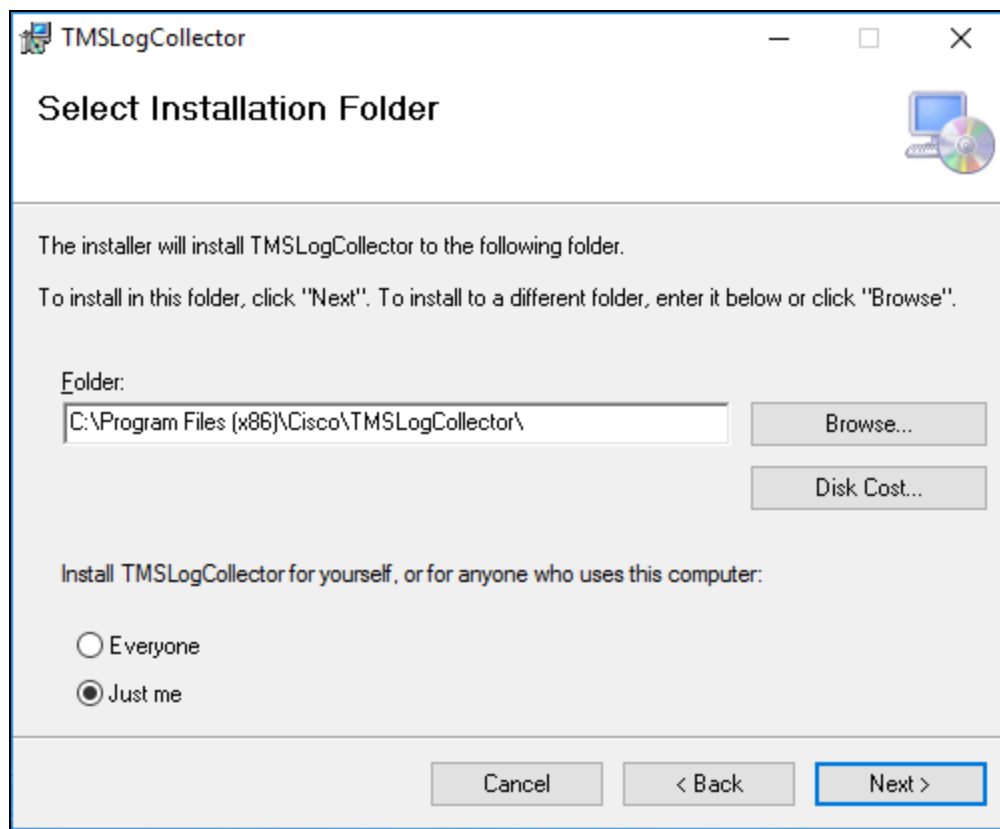 TMSLogCollector
Select Installation Folder
The installer will install TMSLogCollector to the following folder.
To install in this folder, click "Next". To install to a different folder, enter it below or click "Browse".
Folder:
C:\Program Files (x86)\Cisco\TMSLogCollector\
Browse...
Disk Cost...
Install TMSLogCollector for yourself, or for anyone who uses this computer:
Everyone
Just me
Cancel
< Back
Next >